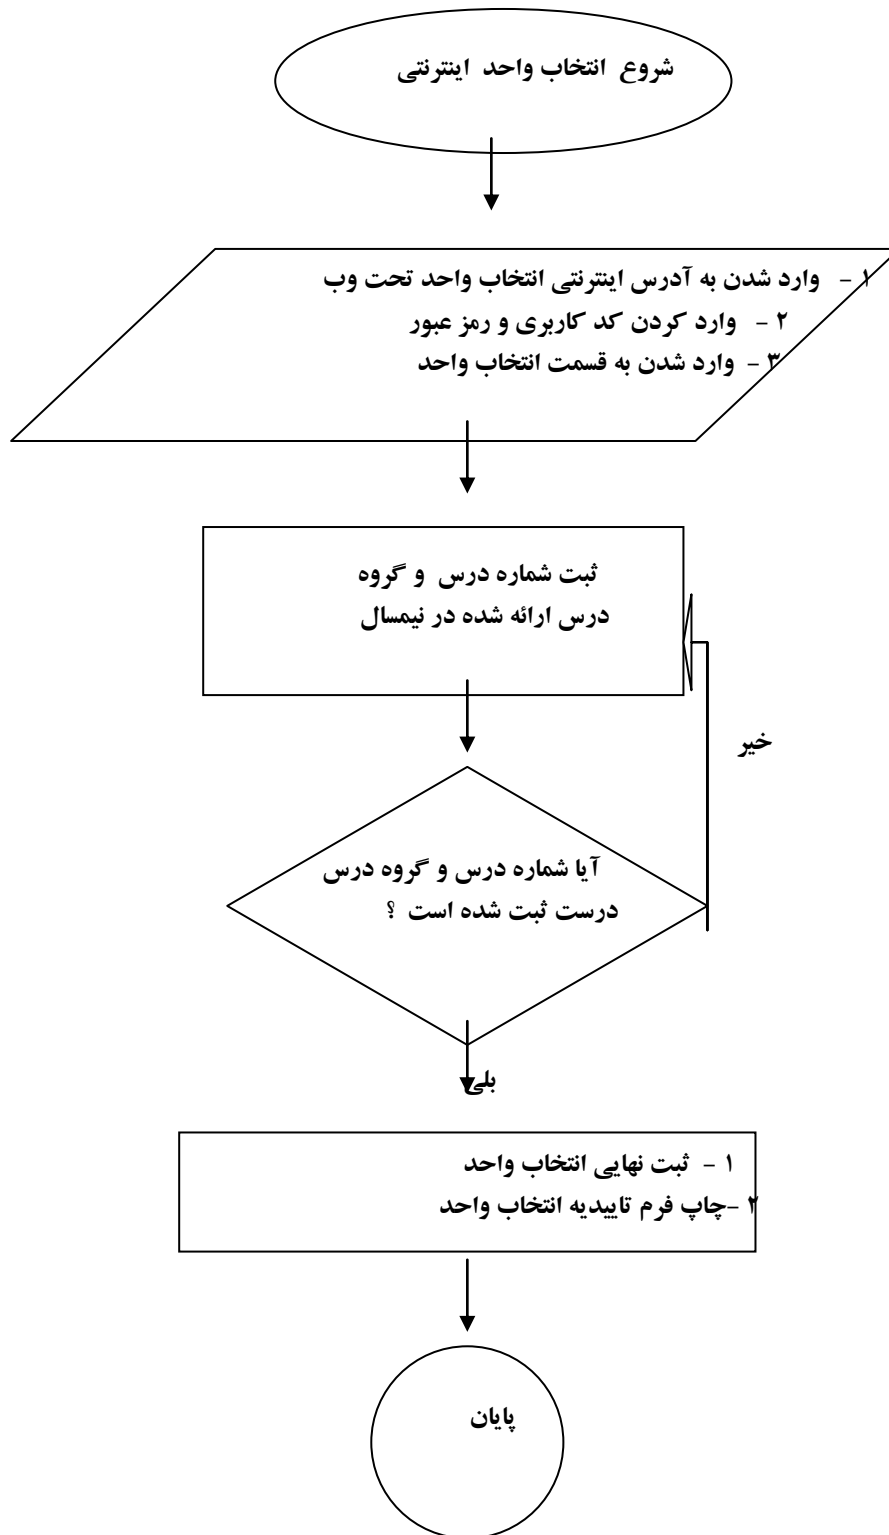 شروع انتخاب واحد اینترنتی
۱ - وارد شدن به آدرس اینترنتی انتخاب واحد تحت وب
۲ - وارد کردن کد کاربری و رمز عبور
۳ - وارد شدن به قسمت انتخاب واحد
ثبت شماره درس و گروه
درس ارائه شده در نیمسال
خیر
آیا شماره درس و گروه درس
درست ثبت شده است ؟
بلی
۱ - ثبت نهایی انتخاب واحد
۲ -چاپ فرم تاییدیه انتخاب واحد
پایان